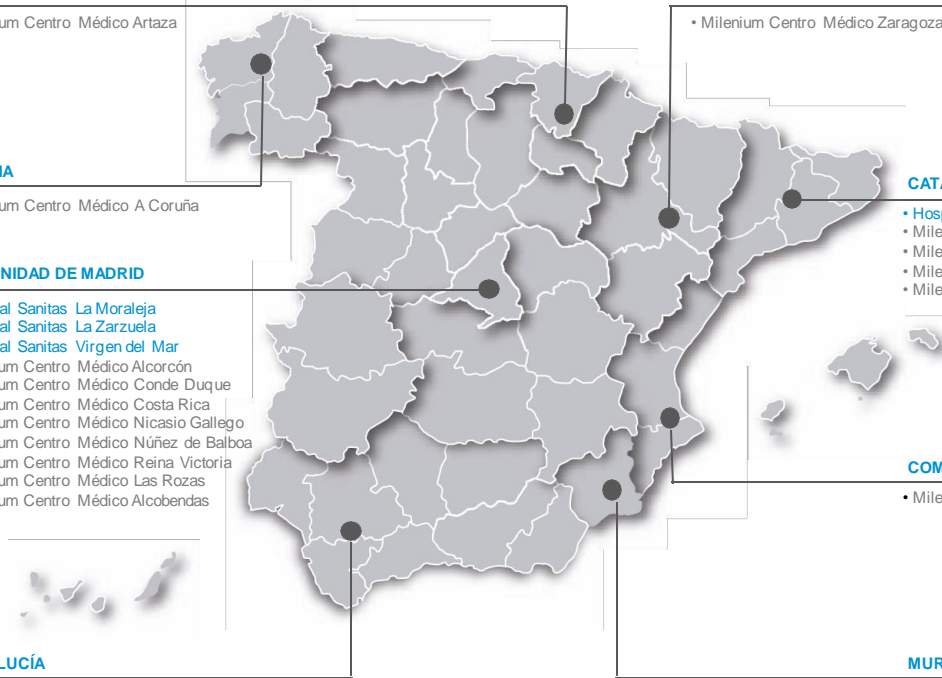 um Centro Médico Artaza
• Milenium Centro Médico Zaragoza
ÑA
um Centro Médico A Coruña
NIDAD DE MADRID
al Sanitas La Moraleja
al Sanitas La Zarzuela
al Sanitas Virgen del Mar
um Centro Médico Alcorcón
um Centro Médico Conde Duque
um Centro Médico Costa Rica
um Centro Médico Nicasio Gallego
um Centro Médico Núñez de Balboa
um Centro Médico Reina Victoria
um Centro Médico Las Rozas
um Centro Médico Alcobendas
CATA
• Hosp
• Mile
• Mile
• Mile
• Mile
COM
• Mile
LUCÍA
MUR